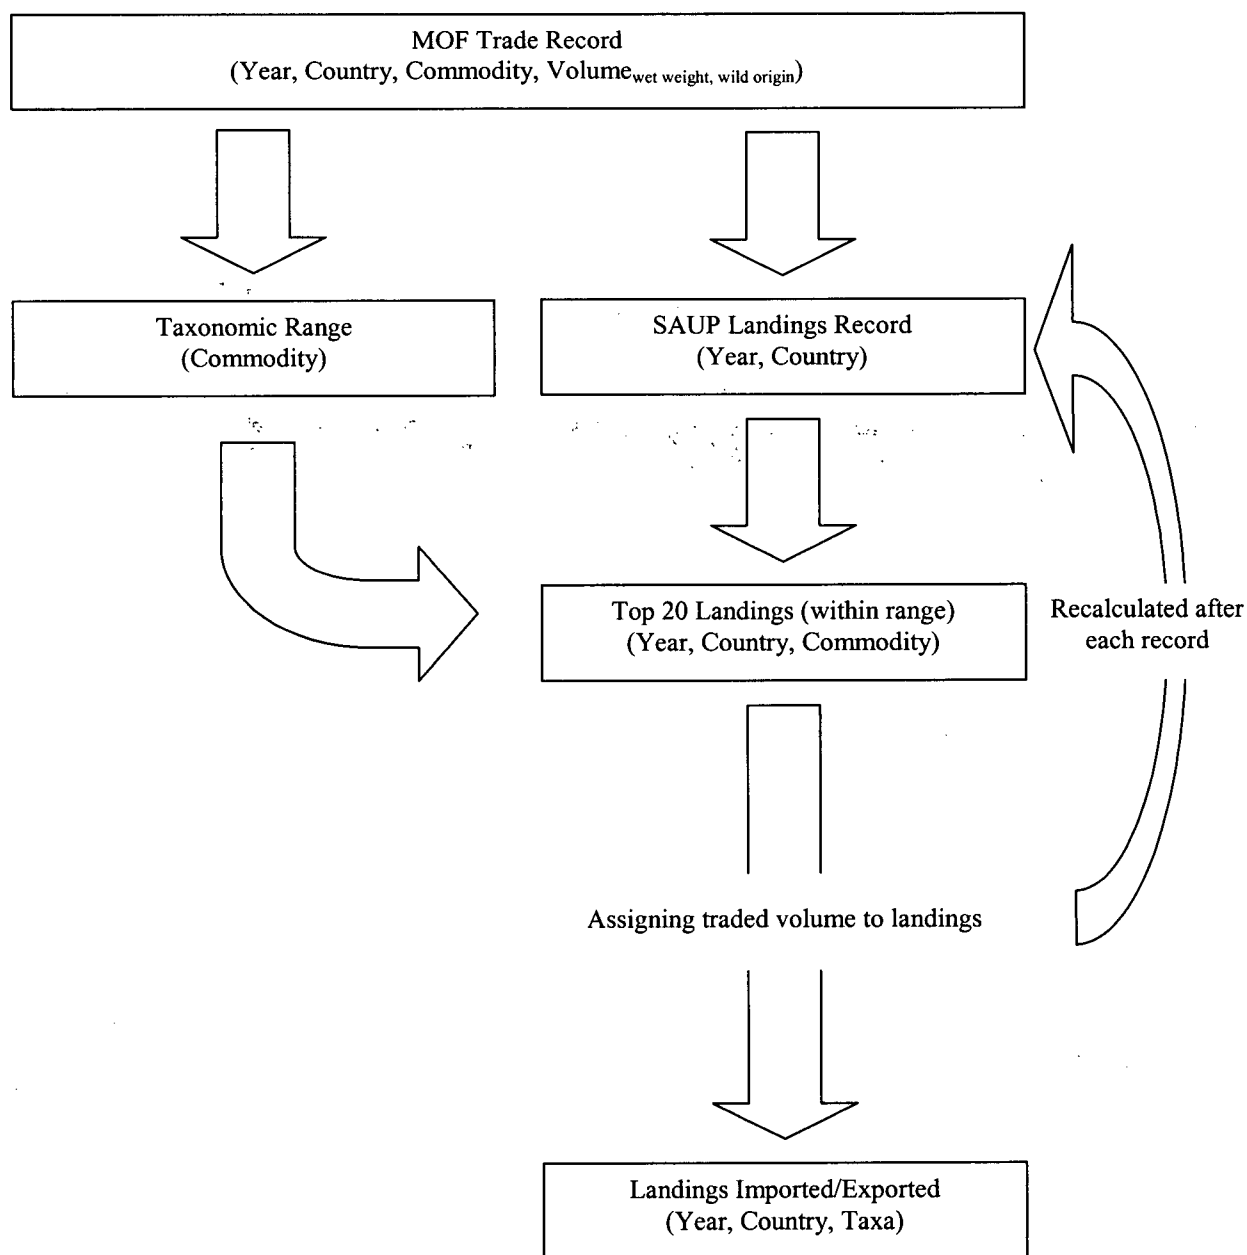 MOF Trade Record
(Year, Country, Commodity, Volume wet weight, wild origin)
Taxonomic Range
(Commodity)
SAUP Landings Record
(Year, Country)
Top 20 Landings (within range)
(Year, Country, Commodity)
Recalculated after
each record
Assigning traded volume to landings
Landings Imported/Exported
(Year, Country, Taxa)